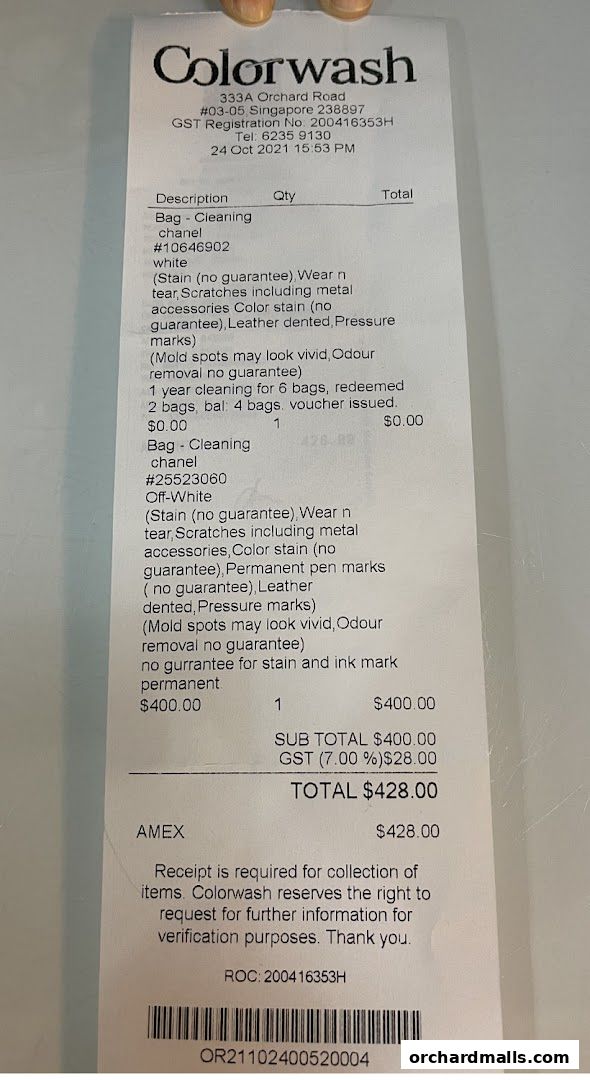 Colorwash
333A Orchard Road
#03-05 Singapore 238897
GST Registration No: 200416353H
Tel: 6235 9130
24 Oct 2021 15:53 PM
Description Qty Total
Bag - Cleaning
chanel
#10646902
white
(Stain (no guarantee),Wear n
tear,Scratches including metal
accessories Color stain (no
guarantee),Leather dented,Pressure
marks)
(Mold spots may look vivid,Odour
removal no guarantee)
1 year cleaning for 6 bags, redeemed
2 bags, bal: 4 bags. voucher issued.
$0.00 1 $0.00
Bag - Cleaning
chanel
#25523060
Off-White
(Stain (no guarantee),Wear n
tear,Scratches including metal
accessories,Color stain (no
guarantee),Permanent pen marks
( no guarantee),Leather
dented,Pressure marks)
(Mold spots may look vivid,Odour
removal no guarantee)
no gurrantee for stain and ink mark
permanent.
$400.00 1 $400.00
SUB TOTAL $400.00
GST (7.00 %)$28.00
TOTAL $428.00
AMEX $428.00
Receipt is required for collection of
items. Colorwash reserves the right to
request for further information for
verification purposes. Thank you.
ROC: 200416353H
OR21102400520004
orchardmalls.com